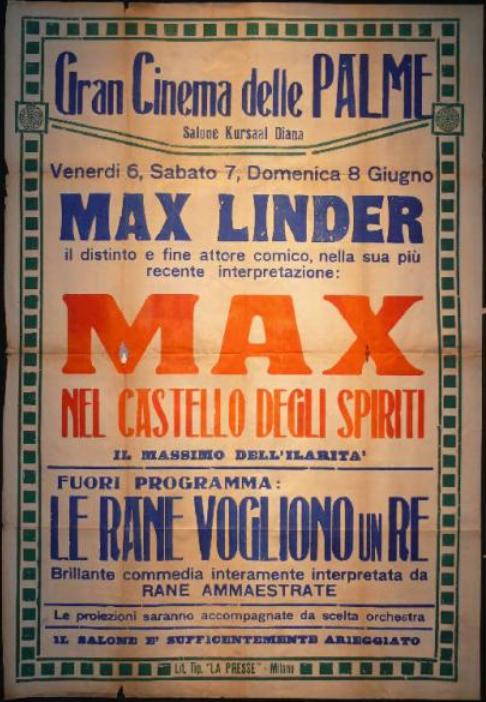 Gran Cinema delle PALME
Salone Kursaal Diana
Venerdi 6, Sabato 7, Domenica 8 Giugno
MAX LINDER
il distinto e fine attore comico, nella sua più
recente interpretazione:
MAX
NEL CASTELLO DEGLI SPIRITI
IL MASSIMO DELL'ILARITA'
FUORI PROGRAMMA:
LE RANE VOGLIONO UN RE
Brillante commedia interamente interpretata da
RANE AMMAESTRATE
Le proiezioni saranno accompagnate da scelta orchestra
IL SALONE E' SUFFICENTEMENTE ARIEGGIATO
Lit. Tip. "LA PRESSE" - Milano